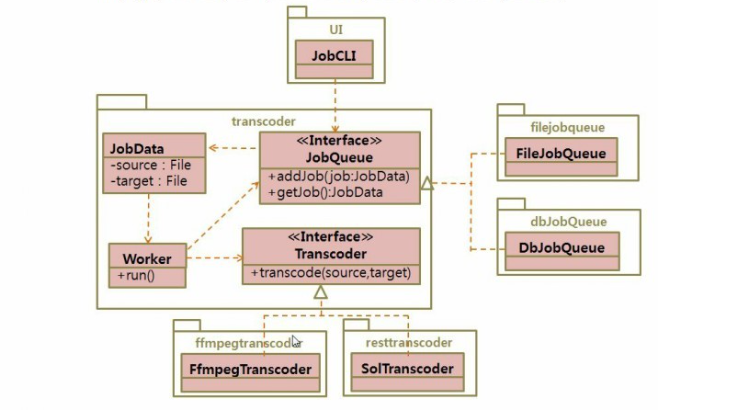 UI
JobCLI
transcoder
JobData
-source : File
-target : File
≪Interface≫
JobQueue
+addJob(job:JobData)
+getJob():JobData
Worker
+run()
≪Interface≫
Transcoder
+transcode(source,target)
filejobqueue
FileJobQueue
dbJobQueue
DbJobQueue
ffmpegtranscoder
FfmpegTranscoder
resttranscoder
SolTranscoder